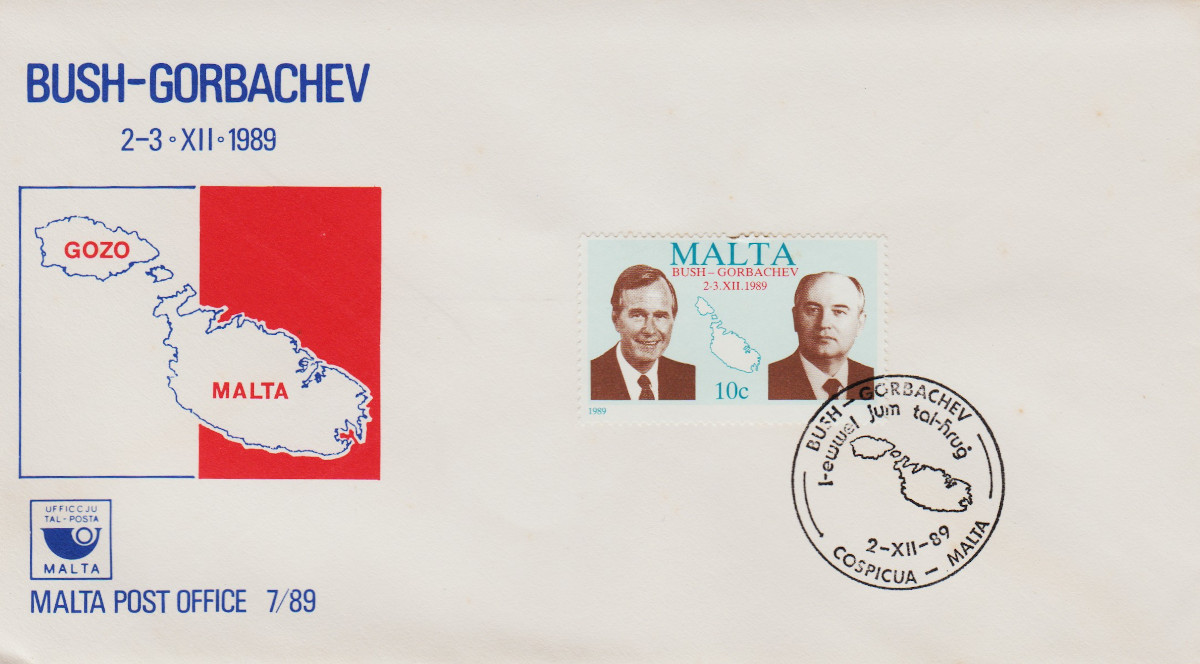 BUSH-GORBACHEV
2-3•XII•1989
GOZO
MALTA
UFFIĊĊJU
TAL-POSTA
MALTA
MALTA POST OFFICE 7/89
MALTA
BUSH-GORBACHEV
2-3.XII.1989
10c
1989
BUSH-GORBACHEV
l-ewwel jum tal-ħruġ
2-XII-89
COSPICUA - MALTA